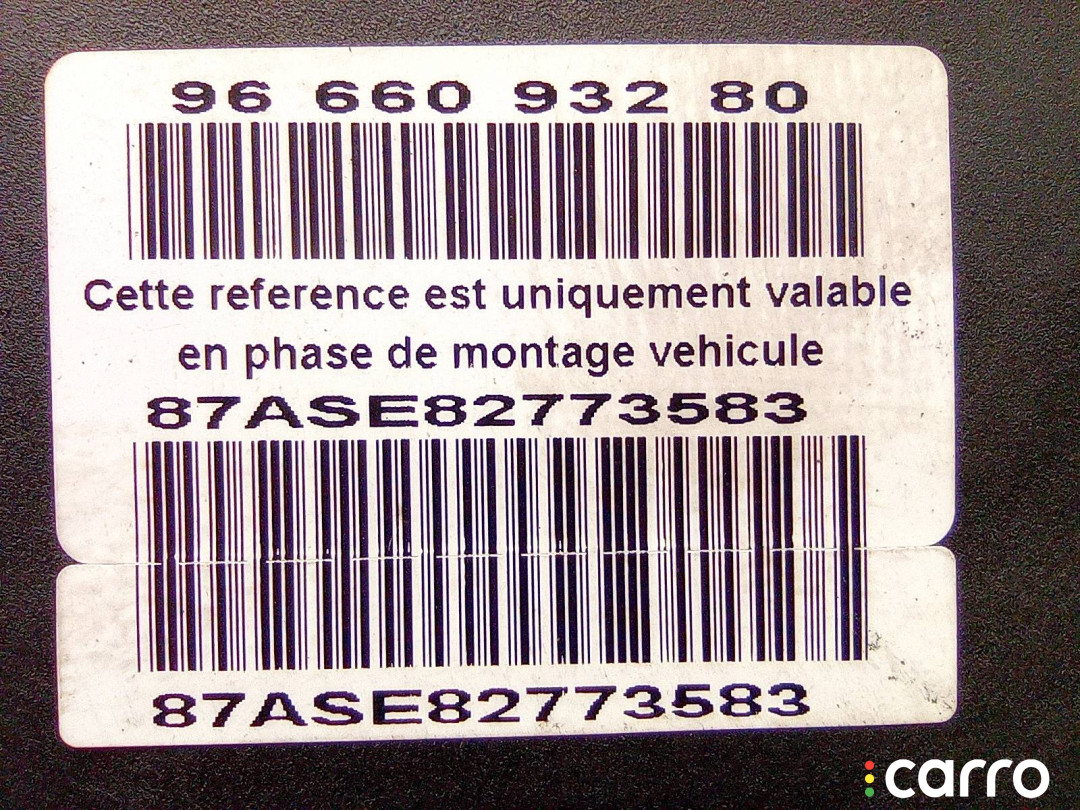 96 660 932 80
Cette reference est uniquement valable
en phase de montage vehicule
87ASE82773583
87ASE82773583
carro